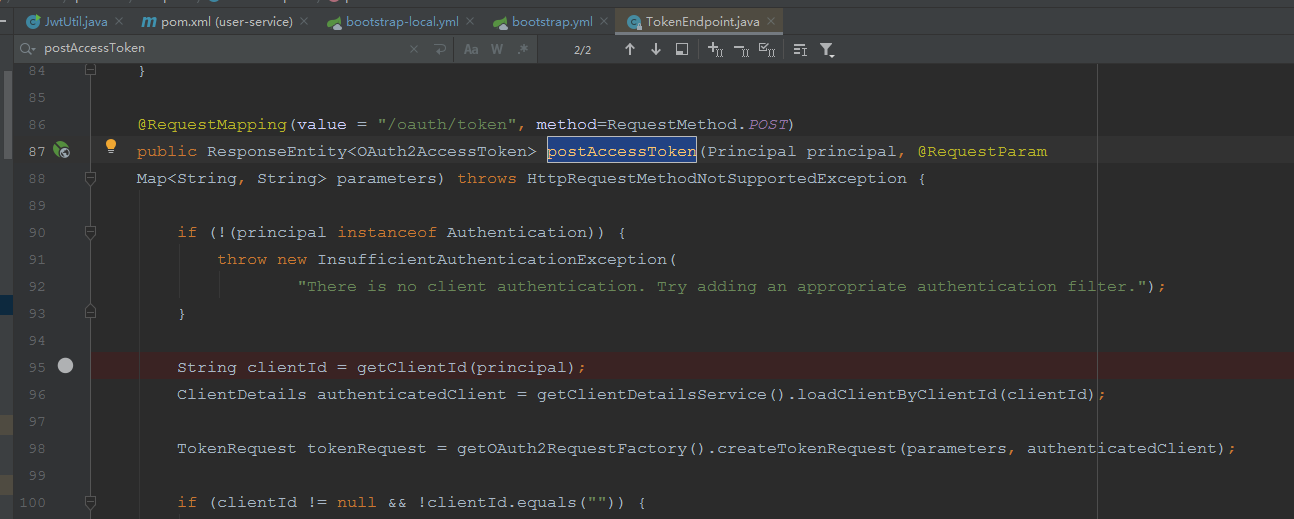 JwtUtil.java pom.xml (user-service) bootstrap-local.yml bootstrap.yml TokenEndpoint.java
postAccessToken Aa W .* 2/2
84 }
85
86 @RequestMapping(value = "/oauth/token", method=RequestMethod.POST)
87 public ResponseEntity<OAuth2AccessToken> postAccessToken(Principal principal, @RequestParam
88 Map<String, String> parameters) throws HttpRequestMethodNotSupportedException {
89
90 if (!(principal instanceof Authentication)) {
91 throw new InsufficientAuthenticationException(
92 "There is no client authentication. Try adding an appropriate authentication filter.");
93 }
94
95 String clientId = getClientId(principal);
96 ClientDetails authenticatedClient = getClientDetailsService().loadClientByClientId(clientId);
97
98 TokenRequest tokenRequest = getOAuth2RequestFactory().createTokenRequest(parameters, authenticatedClient);
99
100 if (clientId != null && !clientId.equals("")) {